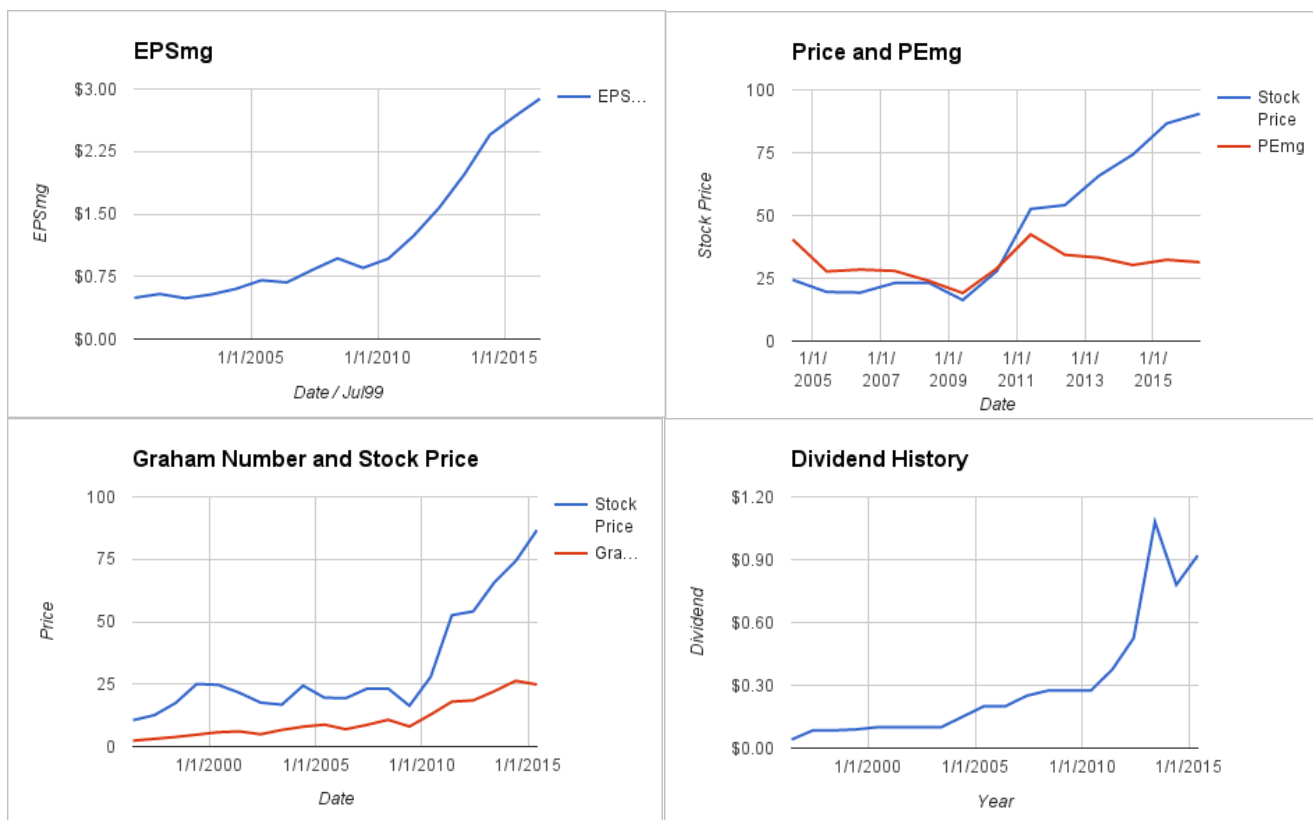 EPSmg
$3.00
$2.25
$1.50
$0.75
$0.00
EPSmg
1/1/2005
1/1/2010
1/1/2015
Date / Jul99
EPS…
Price and PEmg
100
75
50
25
0
Stock Price
1/1/
2005
1/1/
2007
1/1/
2009
1/1/
2011
1/1/
2013
1/1/
2015
Date
Stock
Price
PEmg
Graham Number and Stock Price
100
75
50
25
0
Price
1/1/2000
1/1/2005
1/1/2010
1/1/2015
Date
Stock
Price
Gra…
Dividend History
$1.20
$0.90
$0.60
$0.30
$0.00
Dividend
1/1/2000
1/1/2005
1/1/2010
1/1/2015
Year